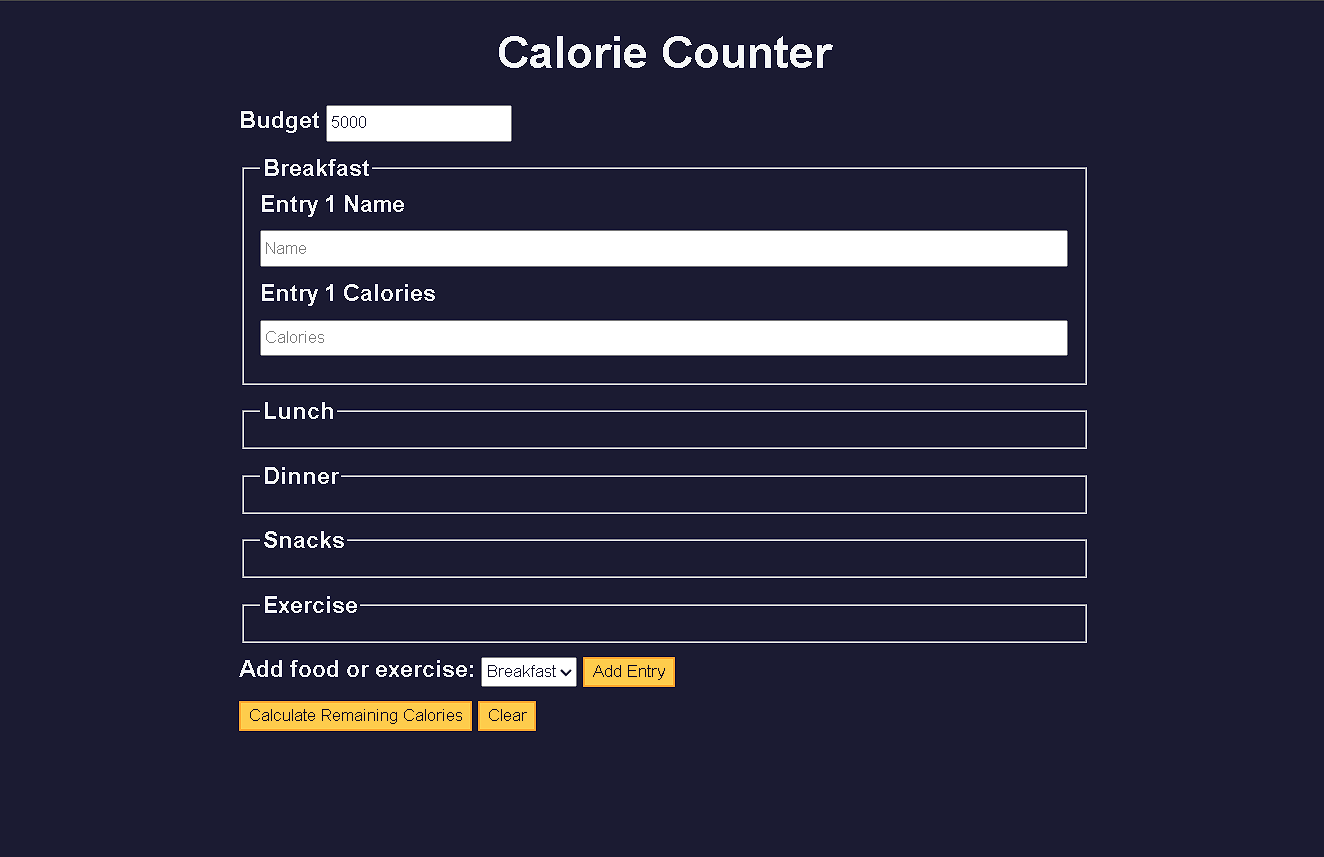 Calorie Counter
Budget 5000
Breakfast
Entry 1 Name
Name
Entry 1 Calories
Calories
Lunch
Dinner
Snacks
Exercise
Add food or exercise: Breakfast Add Entry
Calculate Remaining Calories Clear